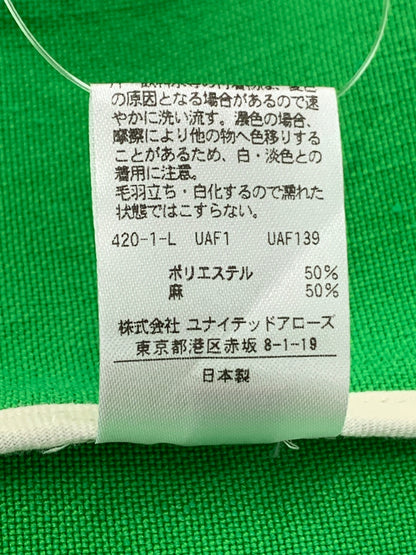 の原因となる場合があるので速
やかに洗い流す。濃色の場合、
摩擦により他の物へ色移りする
ことがあるため、白・淡色との
着用に注意。
毛羽立ち・白化するので濡れた
状態ではこすらない。
420-1-L UAF1 UAF139
ポリエステル 50%
麻 50%
株式会社 ユナイテッドアローズ
東京都港区赤坂 8-1-19
日本製